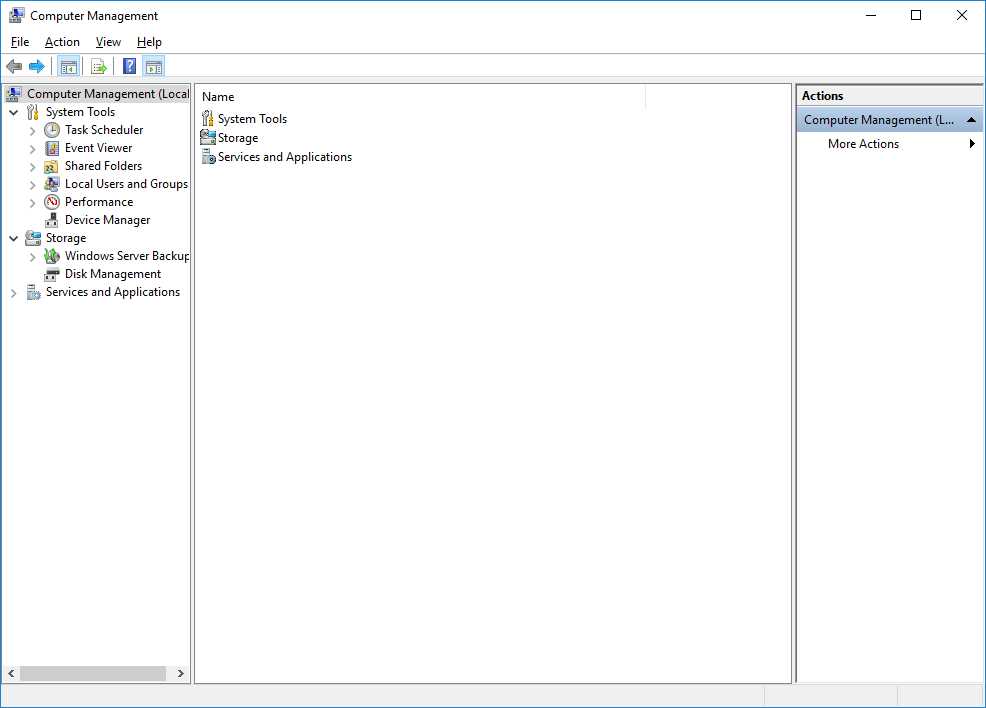 Computer Management
File Action View Help
Computer Management (Local
System Tools
Task Scheduler
Event Viewer
Shared Folders
Local Users and Groups
Performance
Device Manager
Storage
Windows Server Backup
Disk Management
Services and Applications
Name
System Tools
Storage
Services and Applications
Actions
Computer Management (L...
More Actions